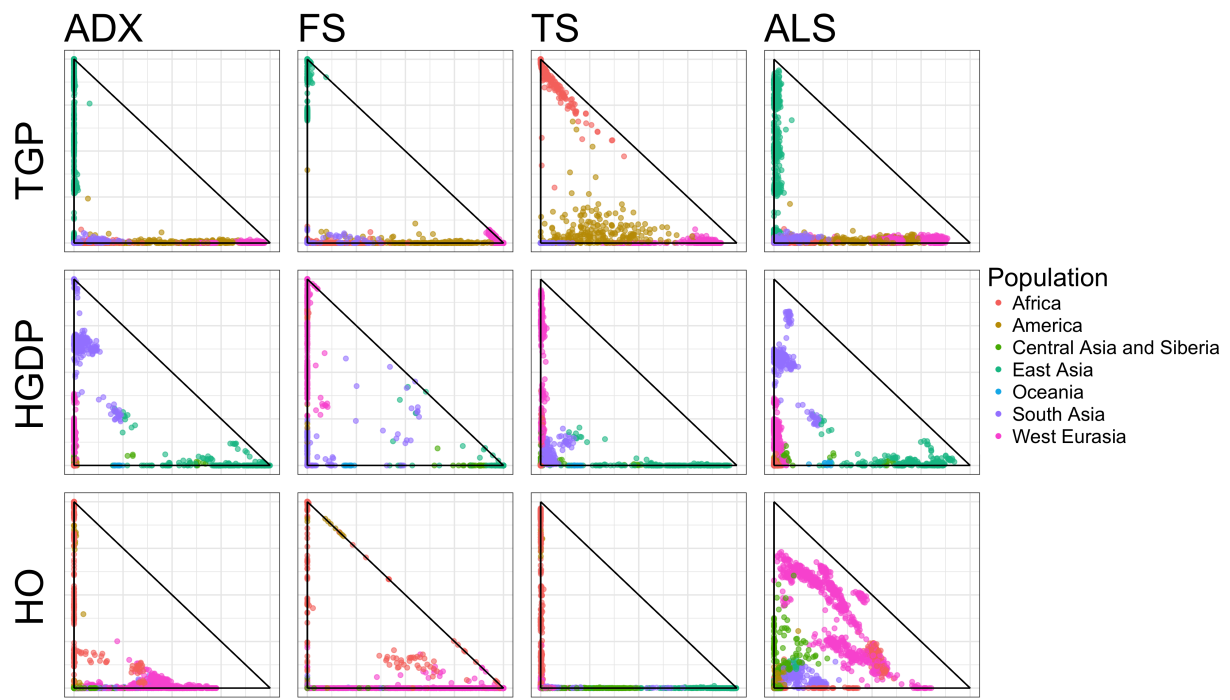 ADX FS TS ALS
TGP
HGDP
HO
Population
Africa
America
Central Asia and Siberia
East Asia
Oceania
South Asia
West Eurasia